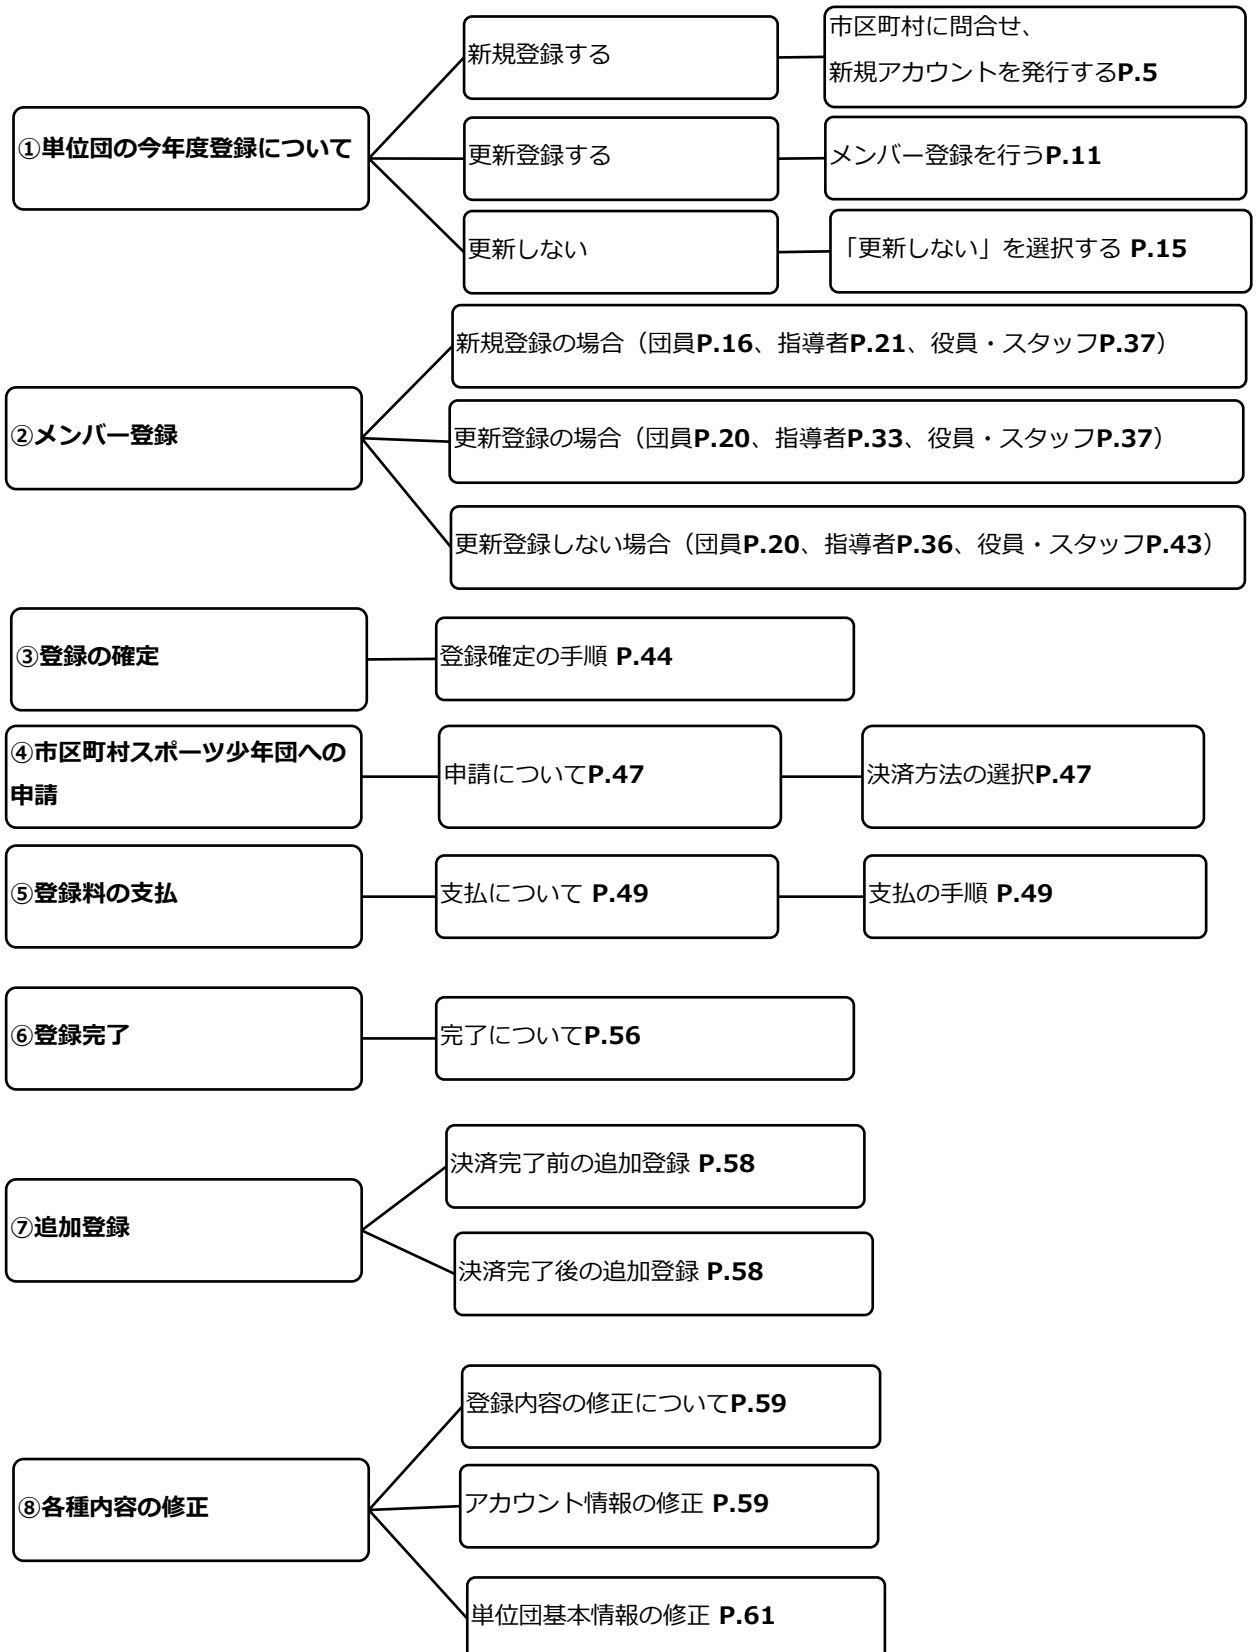 ①単位団の今年度登録について
新規登録する
市区町村に問合せ、
新規アカウントを発行するP.5
更新登録する
メンバー登録を行うP.11
更新しない
「更新しない」を選択する P.15
②メンバー登録
新規登録の場合（団員P.16、指導者P.21、役員・スタッフP.37）
更新登録の場合（団員P.20、指導者P.33、役員・スタッフP.37）
更新登録しない場合（団員P.20、指導者P.36、役員・スタッフP.43）
③登録の確定
登録確定の手順 P.44
④市区町村スポーツ少年団への
申請
申請についてP.47
決済方法の選択P.47
⑤登録料の支払
支払について P.49
支払の手順 P.49
⑥登録完了
完了についてP.56
⑦追加登録
決済完了前の追加登録 P.58
決済完了後の追加登録 P.58
⑧各種内容の修正
登録内容の修正についてP.59
アカウント情報の修正 P.59
単位団基本情報の修正 P.61